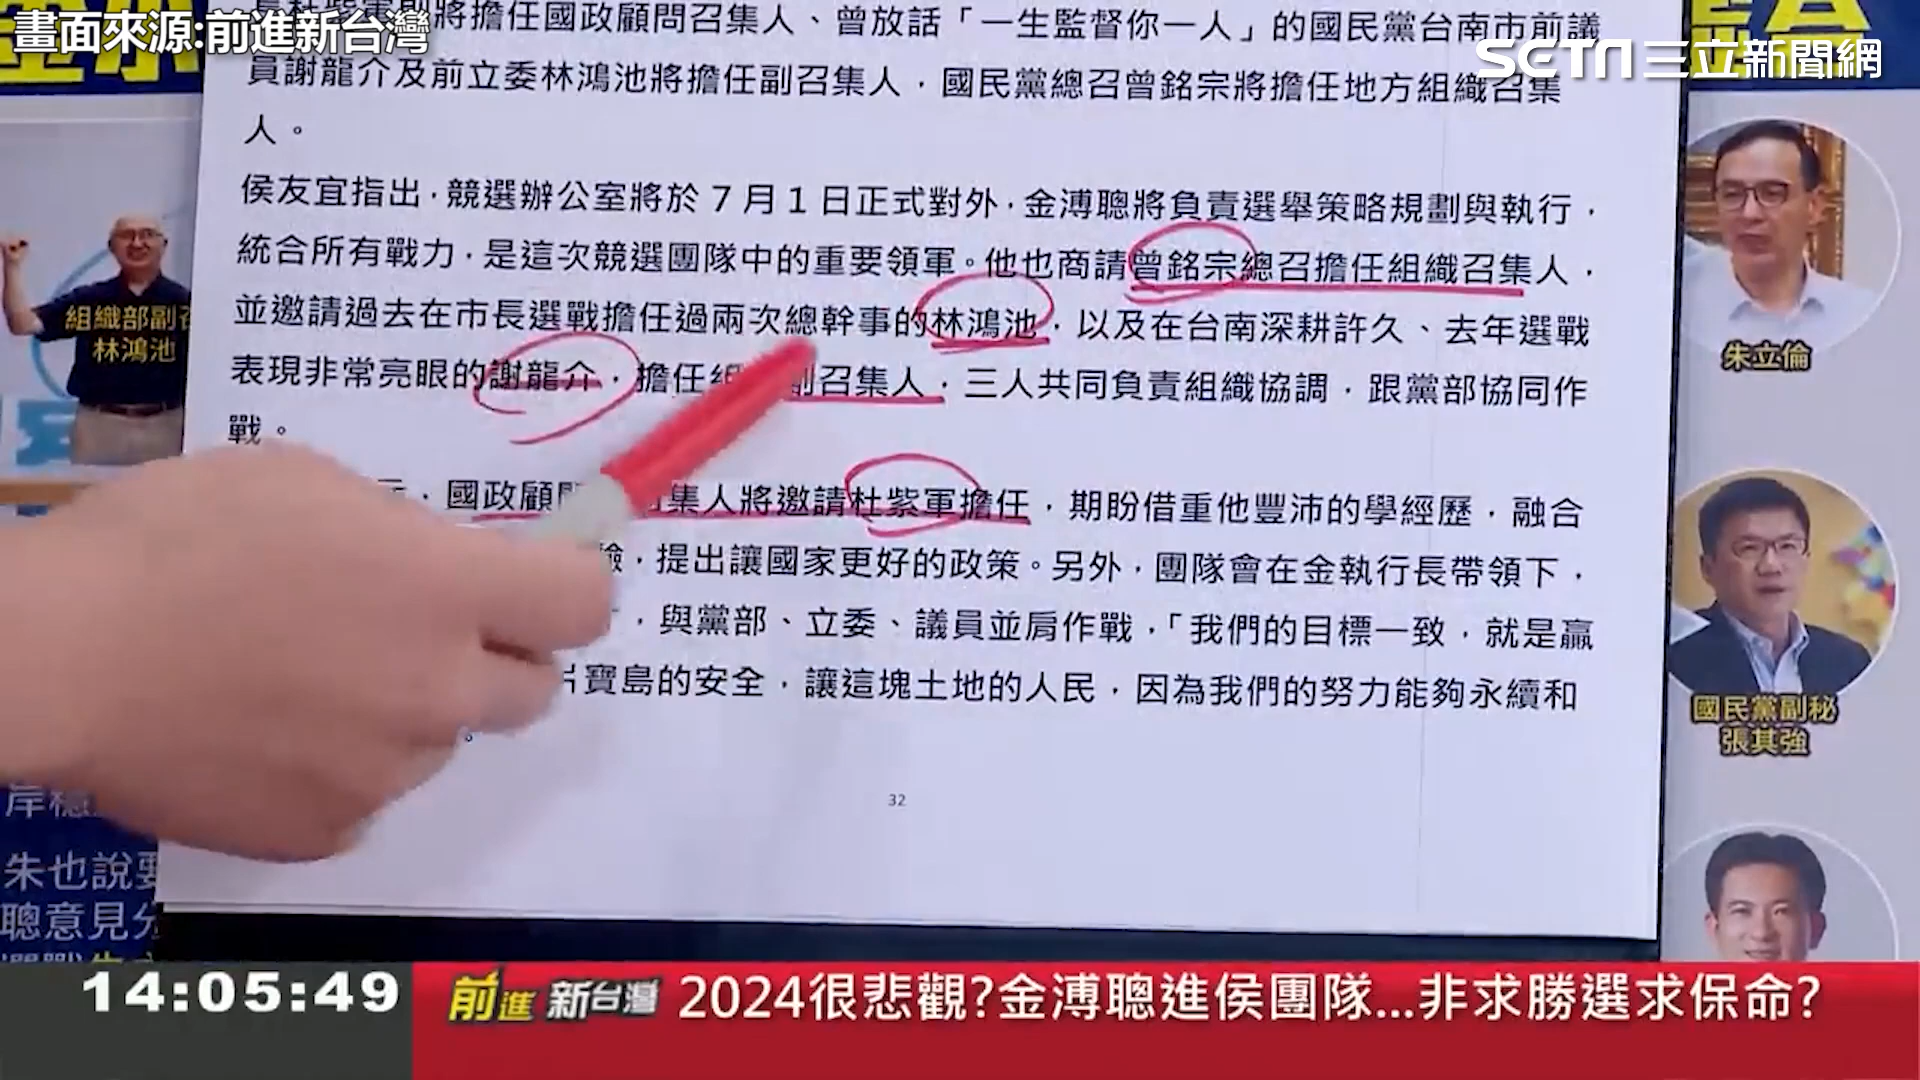 畫面來源:前進新台灣
SETN三立新聞網
長杜紫軍則將擔任國政顧問召集人、曾放話「一生監督你一人」的國民黨台南市前議
員謝龍介及前立委林鴻池將擔任副召集人，國民黨總召曾銘宗將擔任地方組織召集
人。
侯友宜指出，競選辦公室將於 7 月 1 日正式對外，金溥聰將負責選舉策略規劃與執行，
統合所有戰力，是這次競選團隊中的重要領軍。他也商請曾銘宗總召擔任組織召集人，
並邀請過去在市長選戰擔任過兩次總幹事的林鴻池，以及在台南深耕許久、去年選戰
表現非常亮眼的謝龍介，擔任組 副召集人，三人共同負責組織協調，跟黨部協同作
戰。
，國政顧 集人將邀請杜紫軍擔任，期盼借重他豐沛的學經歷，融合
，提出讓國家更好的政策。另外，團隊會在金執行長帶領下，
，與黨部、立委、議員並肩作戰，「我們的目標一致，就是贏
寶島的安全，讓這塊土地的人民，因為我們的努力能夠永續和
。
32
組織部副召
林鴻池
朱立倫
國民黨副秘
張其強
岸穩
朱也說要
聰意見分
14:05:49
前進新台灣 2024很悲觀?金溥聰進侯團隊...非求勝選求保命?